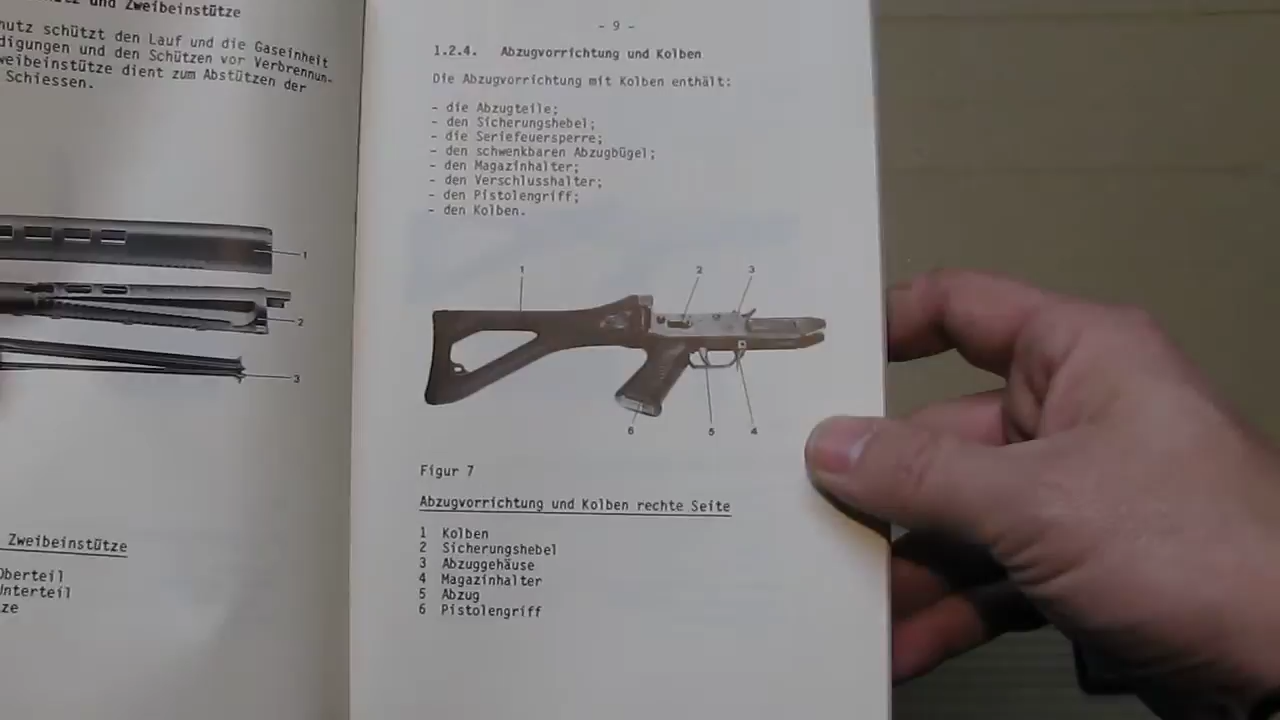 und Zweibeinstütze
schützt den Lauf und die Gaseinheit
und den Schützen vor Verbrennun-
dient zum Abstützen der
Schiessen.
1
2
3
Zweibeinstütze
- 9 -
1.2.4. Abzugvorrichtung und Kolben
Die Abzugvorrichtung mit Kolben enthält:
- die Abzugteile;
- den Sicherungshebel;
- die Seriefeuersperre;
- den schwenkbaren Abzugbügel;
- den Magazinhalter;
- den Verschlusshalter;
- den Pistolengriff;
- den Kolben.
1 2 3
6 5 4
Figur 7
Abzugvorrichtung und Kolben rechte Seite
1 Kolben
2 Sicherungshebel
3 Abzuggehäuse
4 Magazinhalter
5 Abzug
6 Pistolengriff